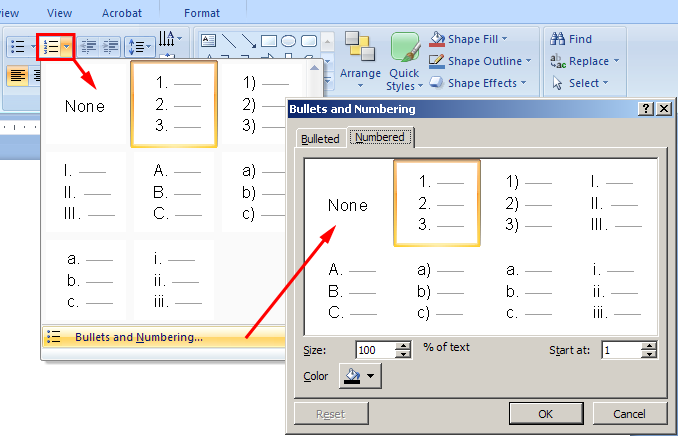 view View Acrobat Format
Shape Fill Find
Shape Outline Replace
Arrange Quick Styles Shape Effects Select
None 1. 2. 3. 1) 2) 3)
I. II. III. A. B. C. a) b) c)
a. b. c. i. ii. iii.
Bullets and Numbering...
Bullets and Numbering
Bulleted Numbered
None 1. 2. 3. 1) 2) 3) I. II. III.
A. B. C. a) b) c) a. b. c. i. ii. iii.
Size: 100 % of text Start at: 1
Color
Reset OK Cancel